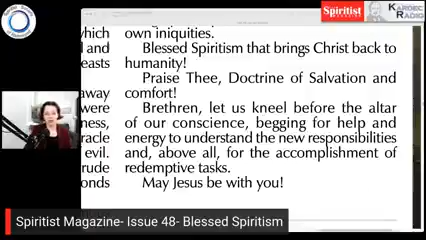 Spiritist
KARDEC
RADIO
which
l and
easts
away
were
ness,
racle
evil.
rude
onds
own iniquities.
Blessed Spiritism that brings Christ back to
humanity!
Praise Thee, Doctrine of Salvation and
comfort!
Brethren, let us kneel before the altar
of our conscience, begging for help and
energy to understand the new responsibilities
and, above all, for the accomplishment of
redemptive tasks.
May Jesus be with you!
Spiritist Magazine- Issue 48- Blessed Spiritism